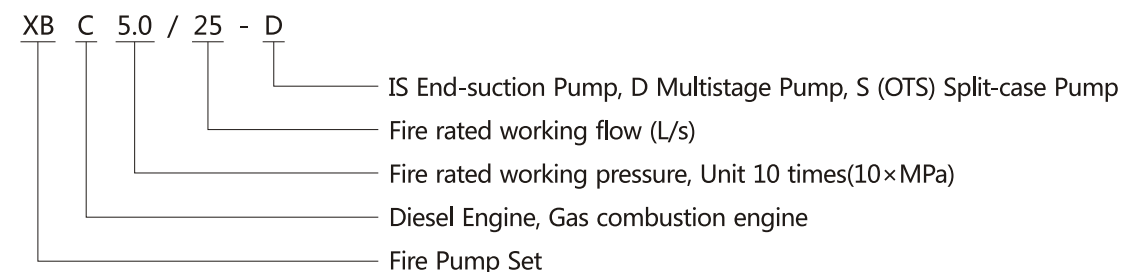 XB C 5.0 / 25 - D
IS End-suction Pump, D Multistage Pump, S (OTS) Split-case Pump
Fire rated working flow (L/s)
Fire rated working pressure, Unit 10 times(10×MPa)
Diesel Engine, Gas combustion engine
Fire Pump Set